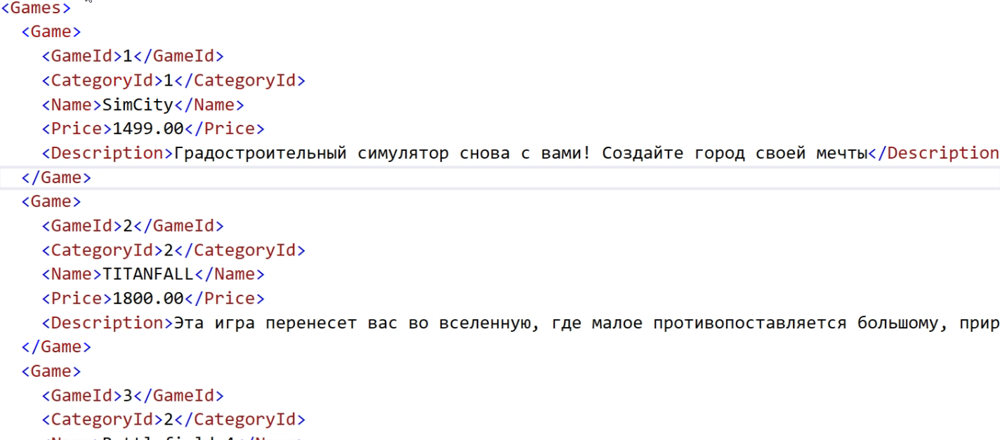 <Games>
<Game>
<GameId>1</GameId>
<CategoryId>1</CategoryId>
<Name>SimCity</Name>
<Price>1499.00</Price>
<Description>Градостроительный симулятор снова с вами! Создайте город своей мечты</Description
</Game>
<Game>
<GameId>2</GameId>
<CategoryId>2</CategoryId>
<Name>TITANFALL</Name>
<Price>1800.00</Price>
<Description>Эта игра перенесет вас во вселенную, где малое противопоставляется большому, прир
</Game>
<Game>
<GameId>3</GameId>
<CategoryId>2</CategoryId>